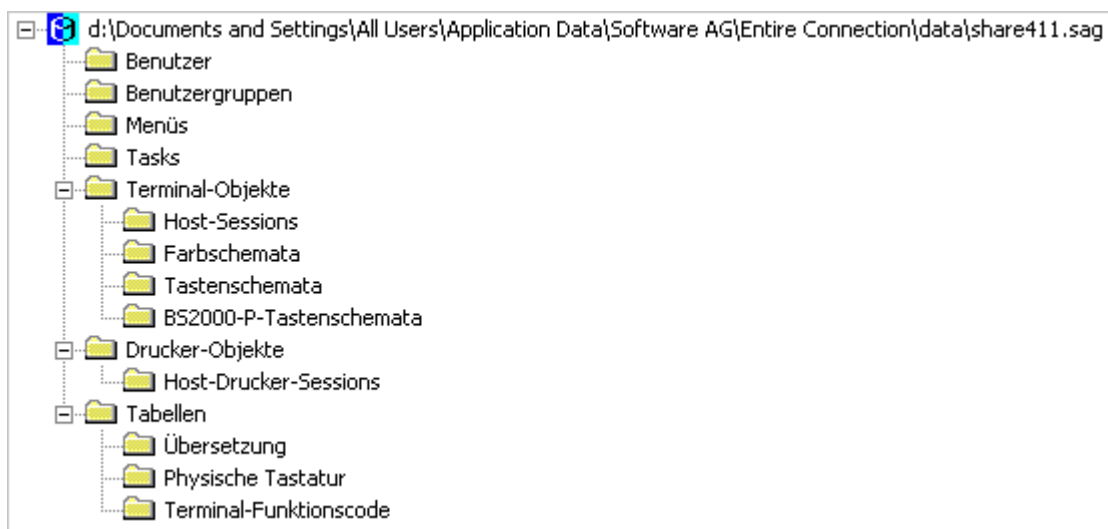 d:\Documents and Settings\All Users\Application Data\Software AG\Entire Connection\data\share411.sag
Benutzer
Benutzergruppen
Menüs
Tasks
Terminal-Objekte
Host-Sessions
Farbschemata
Tastenschemata
BS2000-P-Tastenschemata
Drucker-Objekte
Host-Drucker-Sessions
Tabellen
Übersetzung
Physische Tastatur
Terminal-Funktionscode